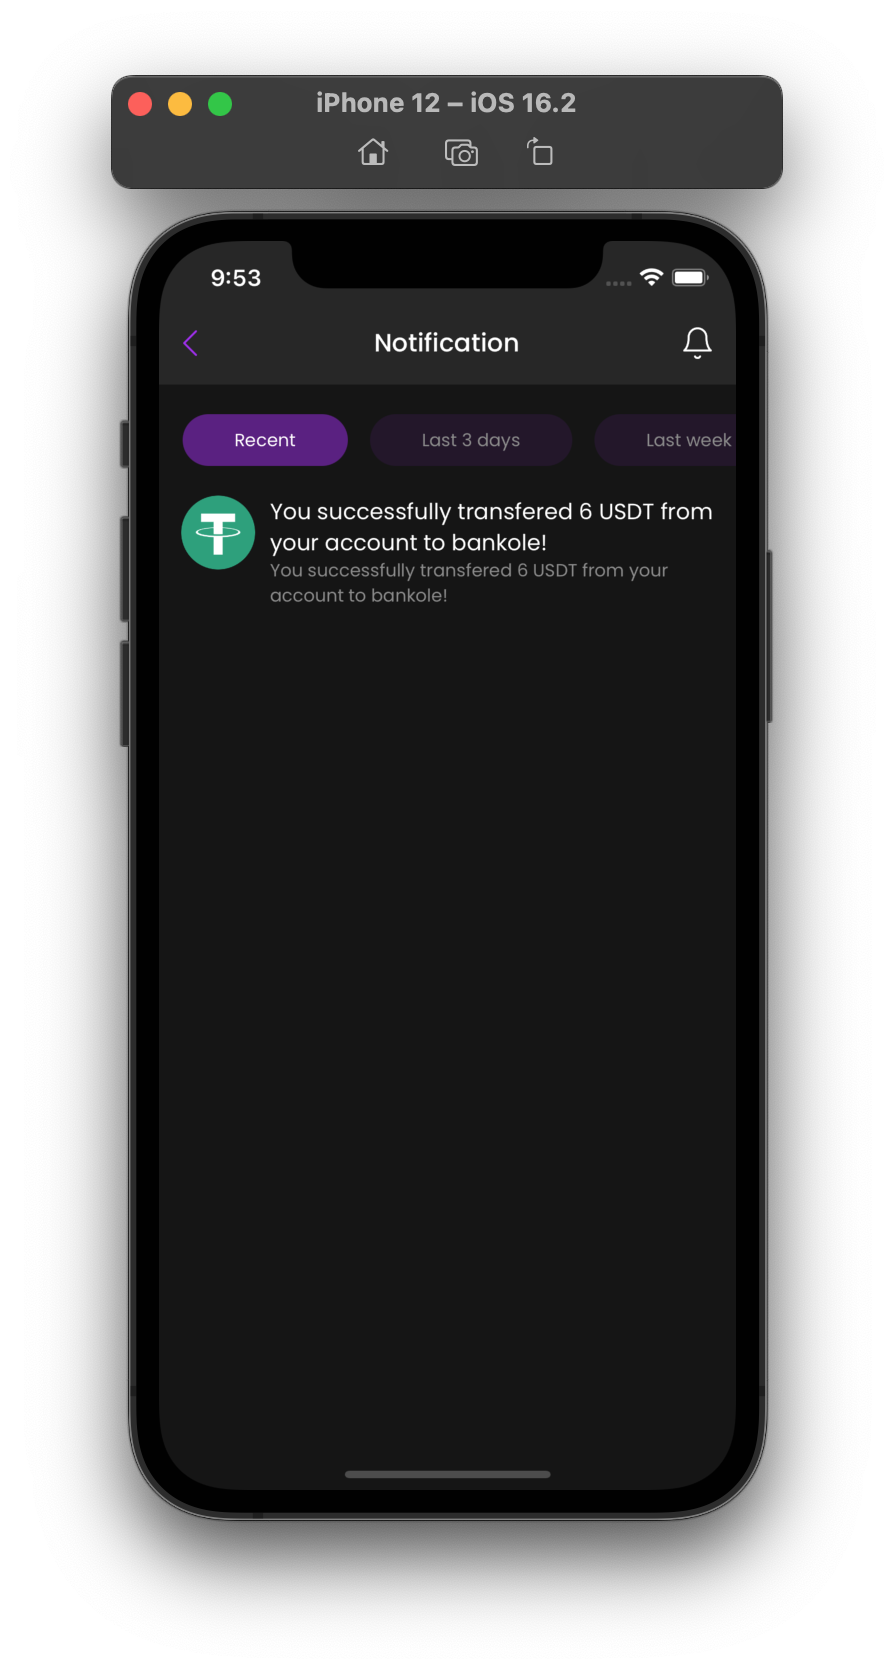 iPhone 12 – iOS 16.2
9:53
Notification
Recent
Last 3 days
Last week
You successfully transfered 6 USDT from
your account to bankole!
You successfully transfered 6 USDT from your
account to bankole!